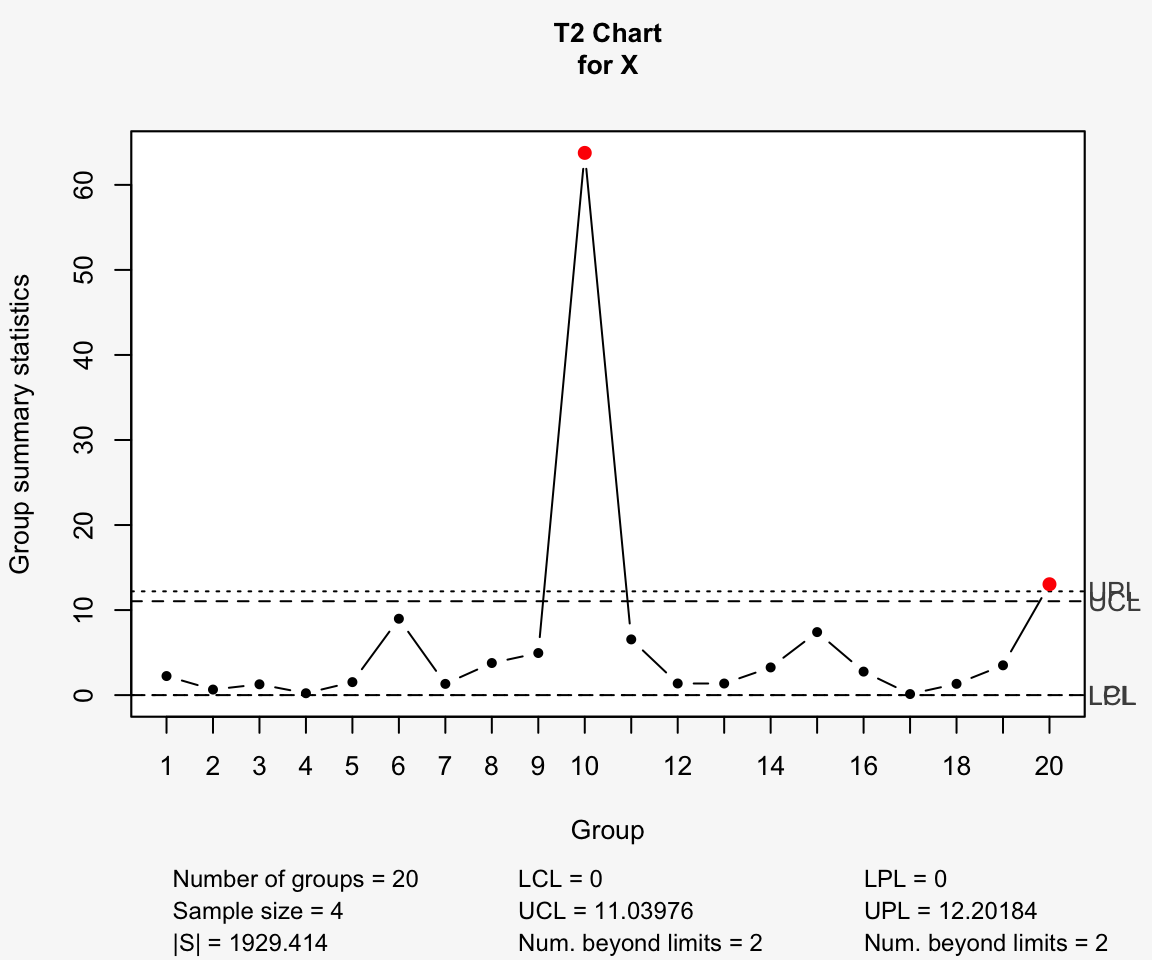 T2 Chart
for X
Group summary statistics
60
50
40
30
20
10
0
UPL
UCL
LPL
1 2 3 4 5 6 7 8 9 10 12 14 16 18 20
Group
Number of groups = 20
Sample size = 4
|S| = 1929.414
LCL = 0
UCL = 11.03976
Num. beyond limits = 2
LPL = 0
UPL = 12.20184
Num. beyond limits = 2